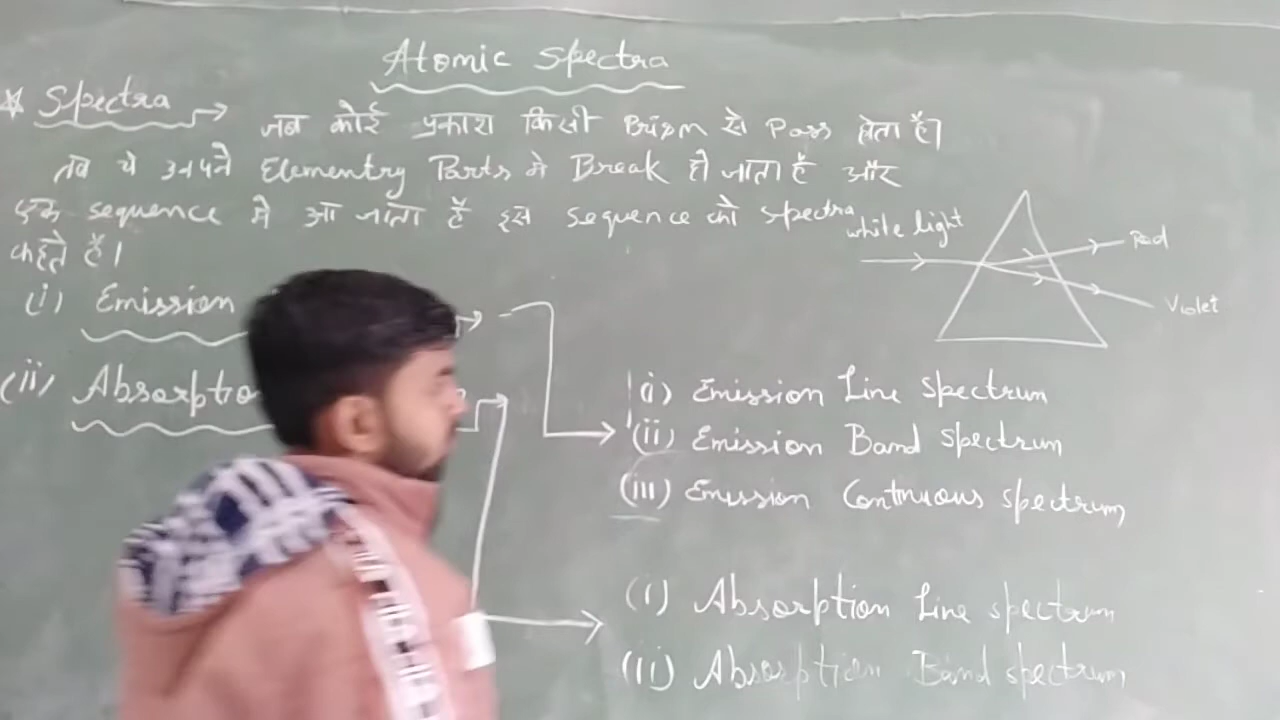 Atomic Spectra
* Spectra → जब कोई प्रकाश किसी Brizm से Pass होता है।
तब ये अपने Elementry Parts में Break हो जाता है और
एक sequence में आ जाता है इस sequence को spectra
कहते हैं।
white light
Red
Violet
(i) Emission
(ii) Absorptio
(i) Emission Line spectrum
(ii) Emission Band spectrum
(iii) Emission Continuous spectrum
(i) Absorption Line spectrum
(ii) Absorption Band spectrum